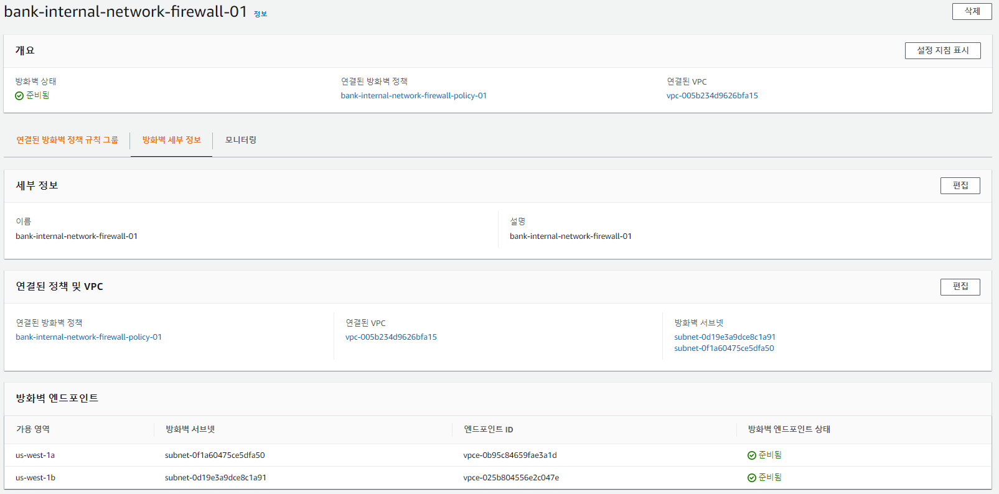 bank-internal-network-firewall-01 정보
삭제
개요
설정 지침 표시
방화벽 상태
준비됨
연결된 방화벽 정책
bank-internal-network-firewall-policy-01
연결된 VPC
vpc-005b234d9626bfa15
연결된 방화벽 정책 규칙 그룹
방화벽 세부 정보
모니터링
세부 정보
편집
이름
bank-internal-network-firewall-01
설명
bank-internal-network-firewall-01
연결된 정책 및 VPC
편집
연결된 방화벽 정책
bank-internal-network-firewall-policy-01
연결된 VPC
vpc-005b234d9626bfa15
방화벽 서브넷
subnet-0d19e3a9dce8c1a91
subnet-0f1a60475ce5dfa50
방화벽 엔드포인트
가용 영역 방화벽 서브넷 엔드포인트 ID 방화벽 엔드포인트 상태
us-west-1a subnet-0f1a60475ce5dfa50 vpce-0b95c84659fae3a1d 준비됨
us-west-1b subnet-0d19e3a9dce8c1a91 vpce-025b804556e2c047e 준비됨